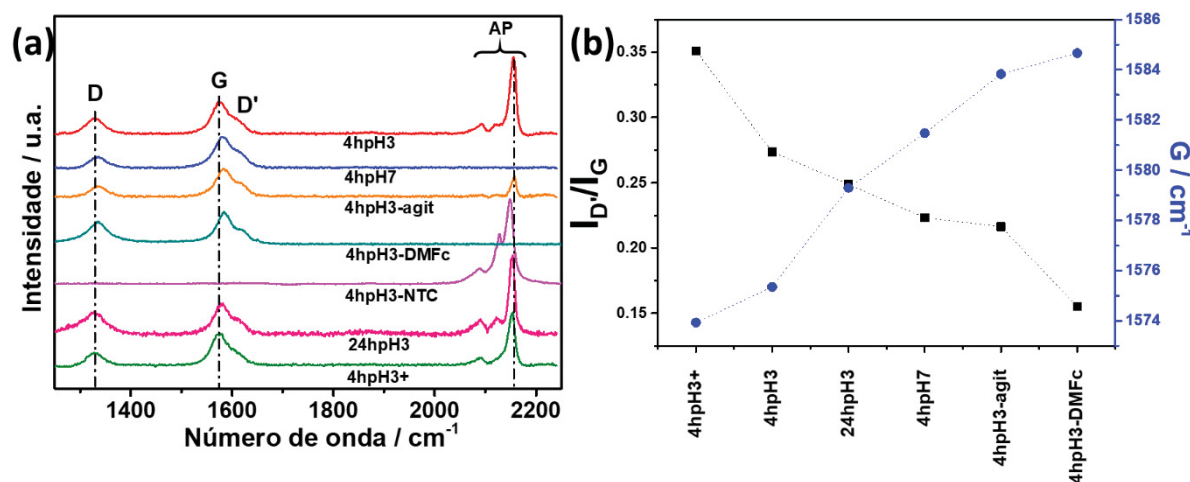 (a)
AP
D
G
D'
4hpH3
4hpH7
4hpH3-agit
4hpH3-DMFc
4hpH3-NTC
24hpH3
4hpH3+
Intensidade / u.a.
1400
1600
1800
2000
2200
Número de onda / cm⁻¹
(b)
0.35
0.30
0.25
0.20
0.15
I_D'/I_G
1586
1584
1582
1580
1578
1576
1574
G / cm⁻¹
4hpH3+
4hpH3
24hpH3
4hpH7
4hpH3-agit
4hpH3-DMFc